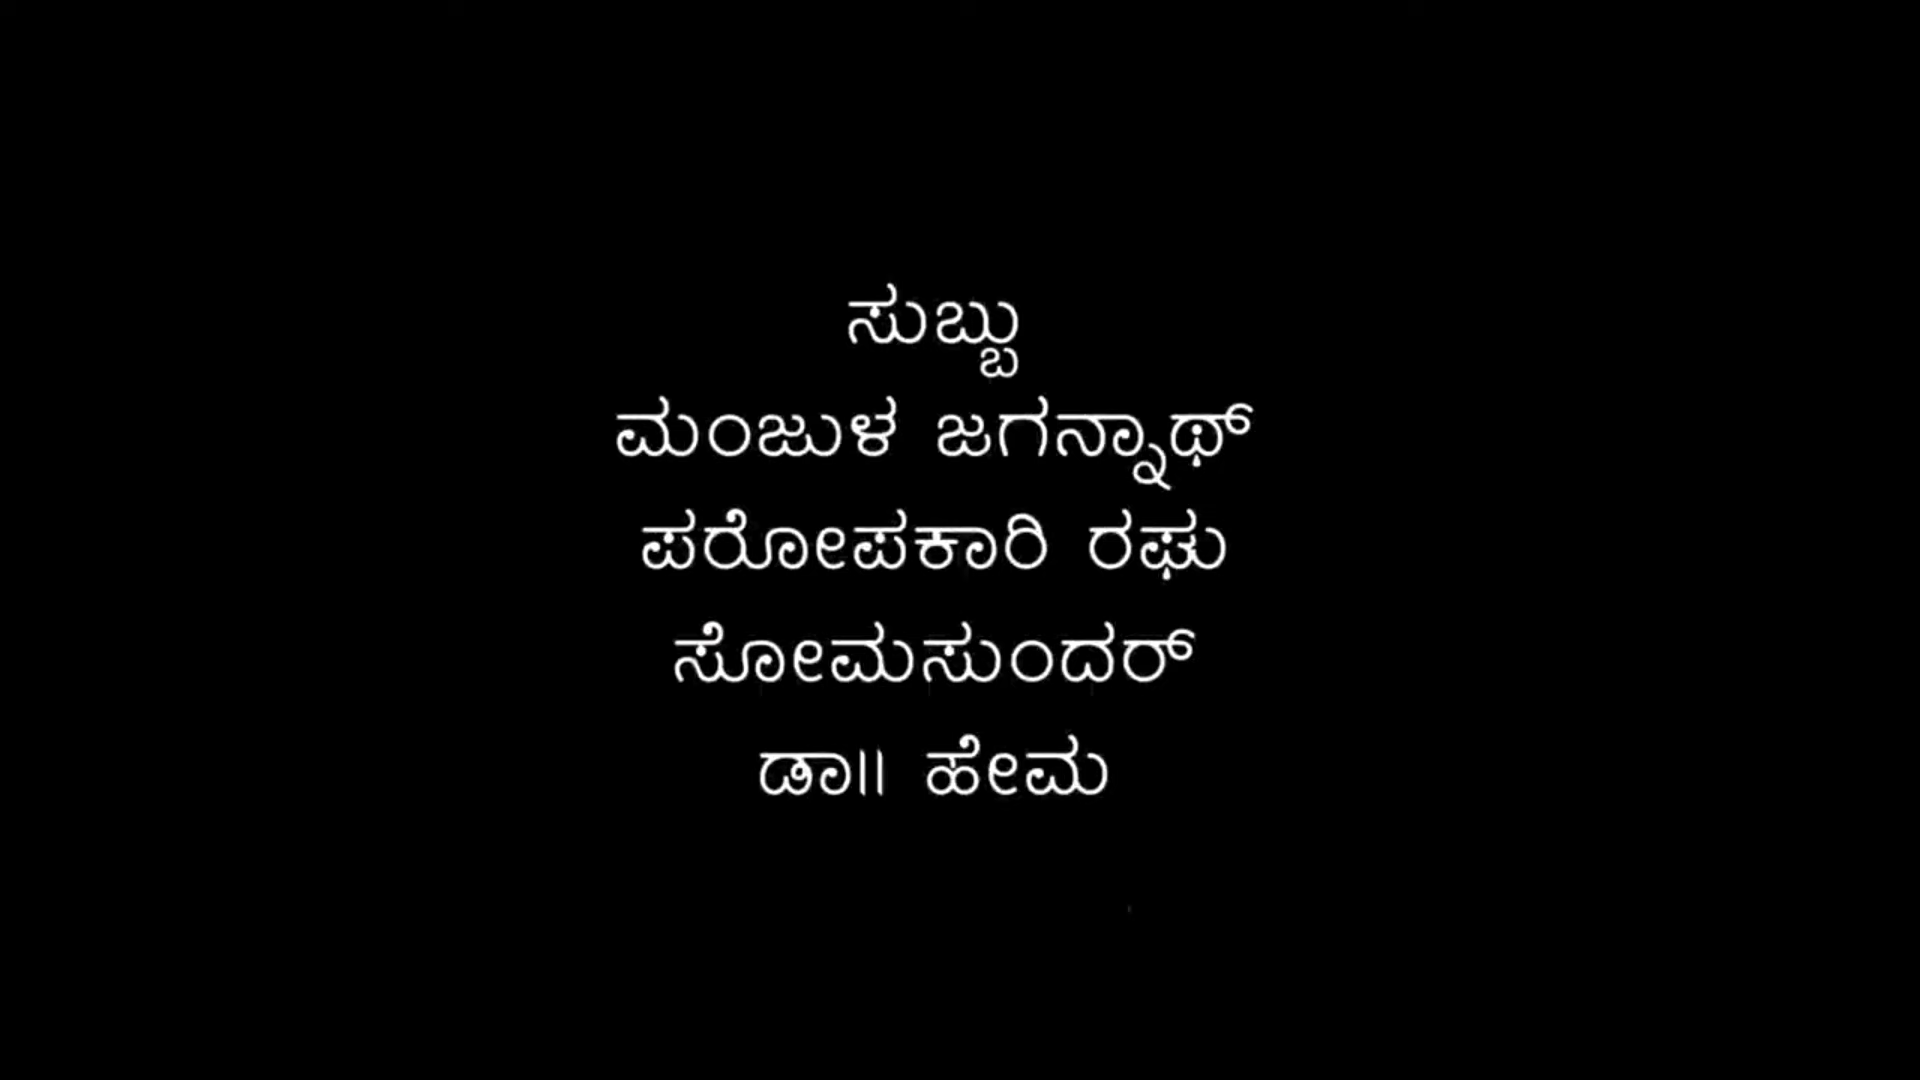 ಸುಬ್ಬು
ಮಂಜುಳ ಜಗನ್ನಾಥ್
ಪರೋಪಕಾರಿ ರಘು
ಸೋಮಸುಂದರ್
ಡಾ॥ ಹೇಮ